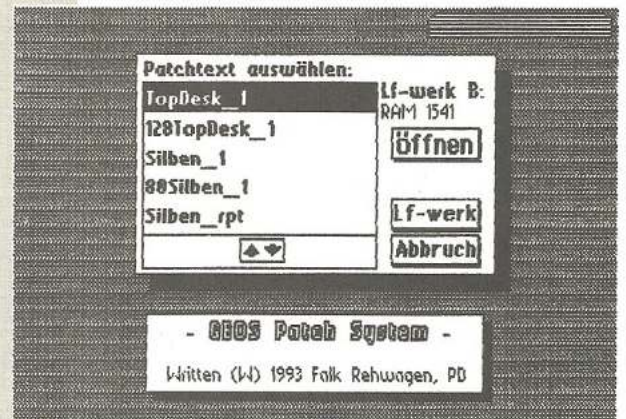 Patchtext auswählen:
TopDesk_1
128TopDesk_1
Silben_1
80Silben_1
Silben_rpt
Lf-werk B:
RAM 1541
Öffnen
Lf-werk
Abbruch
- GEOS Patch System -
Written (W) 1993 Falk Rehwagen, PD